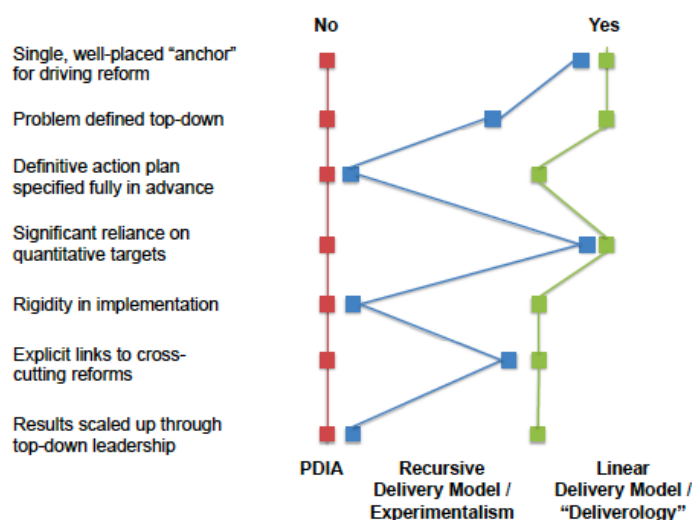 No
Yes
Single, well-placed “anchor”
for driving reform
Problem defined top-down
Definitive action plan
specified fully in advance
Significant reliance on
quantitative targets
Rigidity in implementation
Explicit links to cross-
cutting reforms
Results scaled up through
top-down leadership
PDIA
Recursive
Delivery Model /
Experimentalism
Linear
Delivery Model /
“Deliverology”